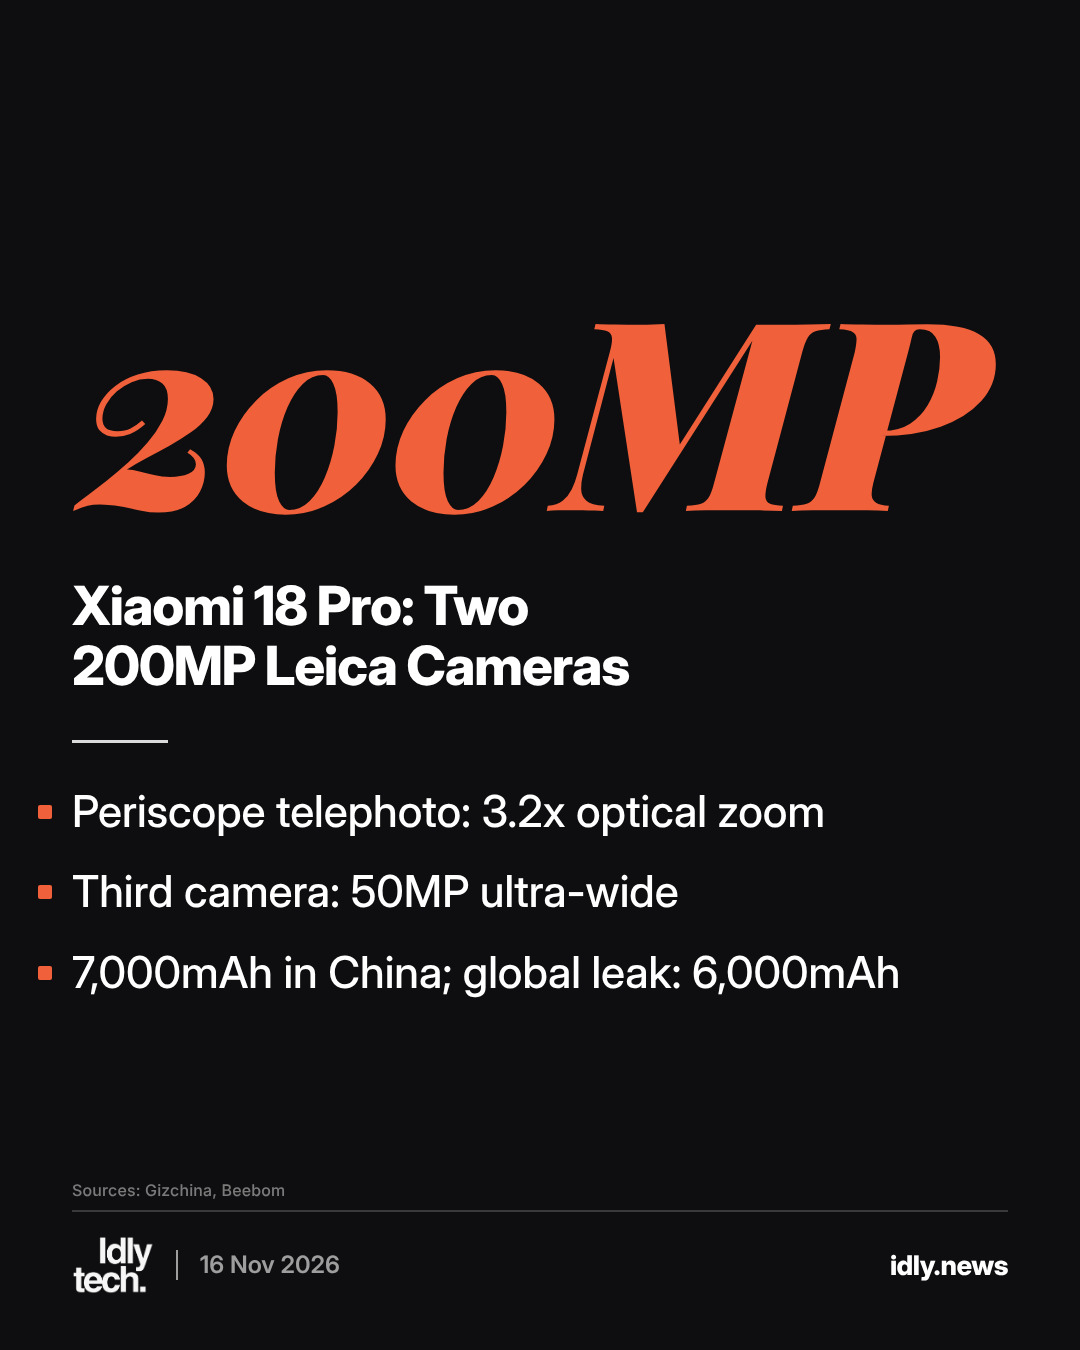 200MP
Xiaomi 18 Pro: Two
200MP Leica Cameras
Periscope telephoto: 3.2x optical zoom
Third camera: 50MP ultra-wide
7,000mAh in China; global leak: 6,000mAh
Sources: Gizchina, Beebom
Idly
tech.
16 Nov 2026
idly.news